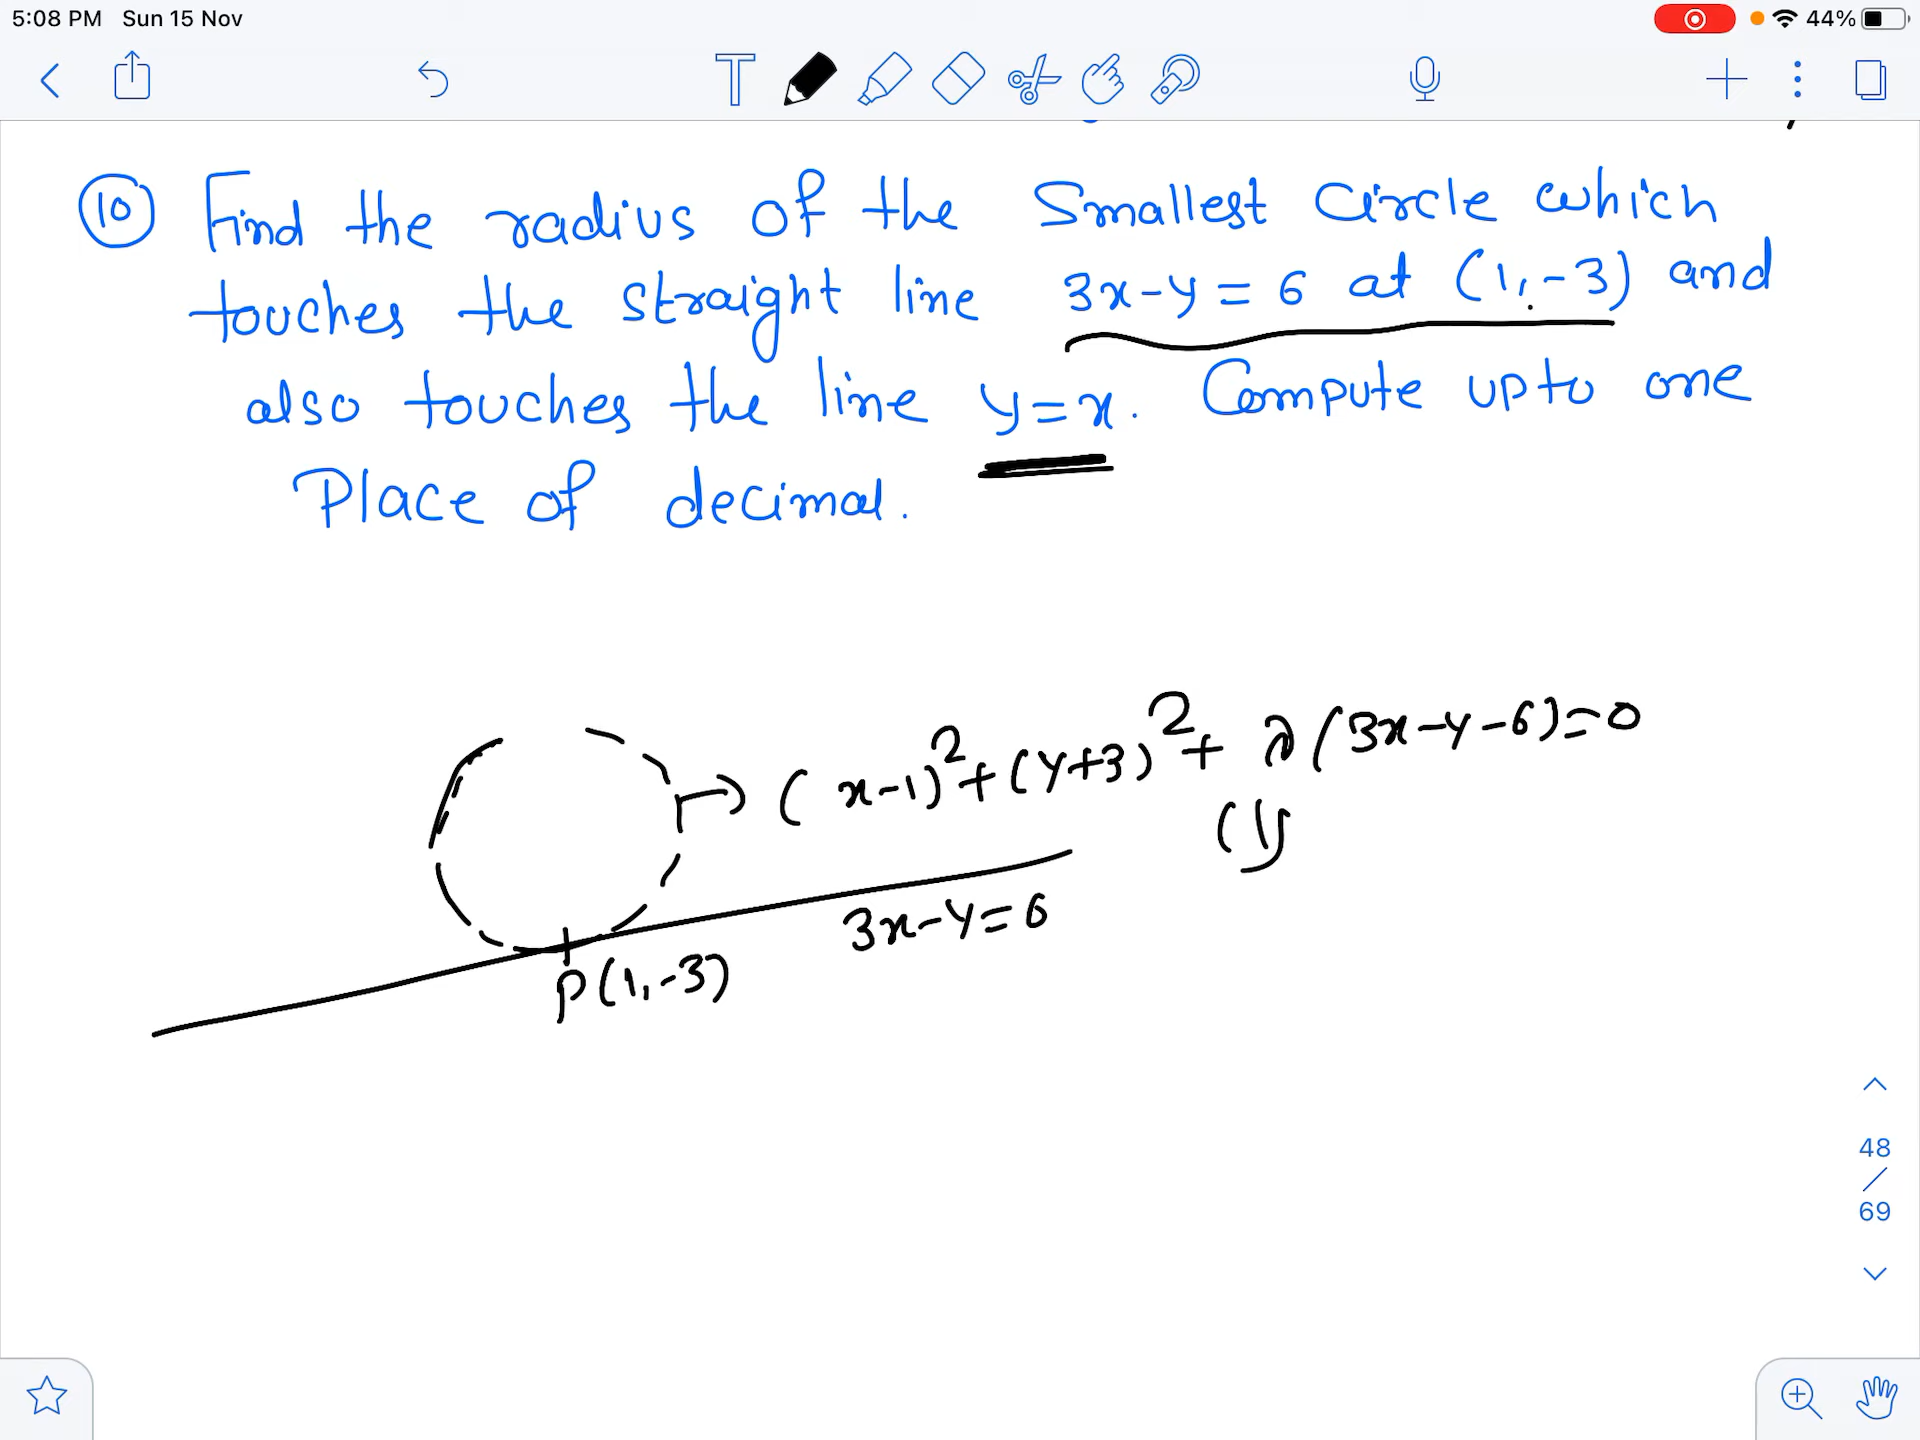 5:08 PM Sun 15 Nov
44%
T
10 Find the radius of the Smallest Circle which
touches the straight line 3x-y=6 at (1,-3) and
also touches the line y=x. Compute upto one
Place of decimal.
(x-1)²+(y+3)²+λ(3x-y-6)=0
(1)
3x-y=6
P(1,-3)
48
/
69